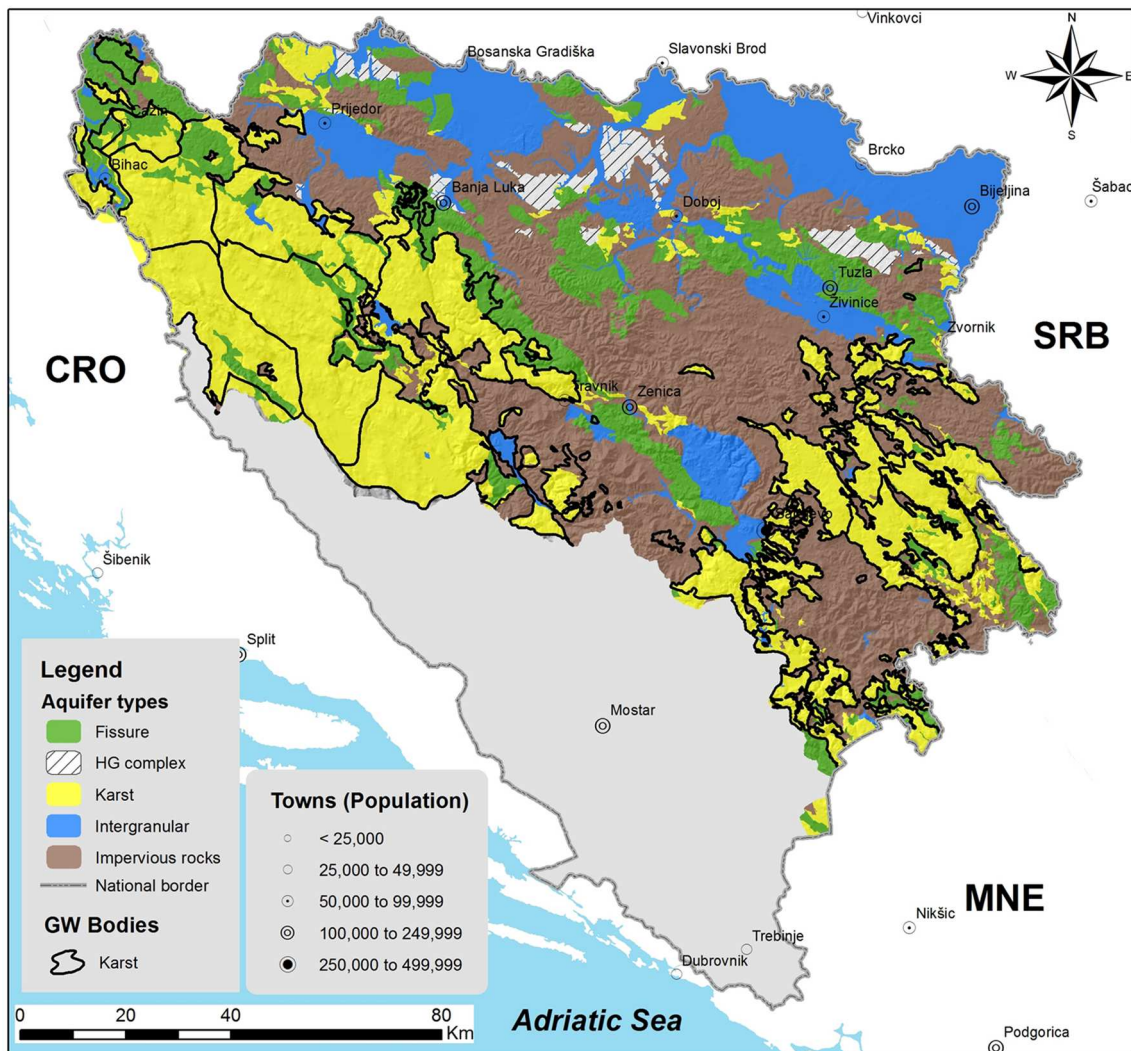 Vinkovci
Bosanska Gradiška
Slavonski Brod
N
W
E
S
Cazin
Prijedor
Brcko
Bihac
Banja Luka
Bijeljina
Šabac
Doboj
Tuzla
Živinice
Zvornik
SRB
CRO
ravnik
Zenica
Šibenik
Split
Mostar
Legend
Aquifer types
Fissure
HG complex
Karst
Intergranular
Impervious rocks
National border
GW Bodies
Karst
Towns (Population)
< 25,000
25,000 to 49,999
50,000 to 99,999
100,000 to 249,999
250,000 to 499,999
MNE
Nikšic
Trebinje
Dubrovnik
0 20 40 80
Km
Adriatic Sea
Podgorica